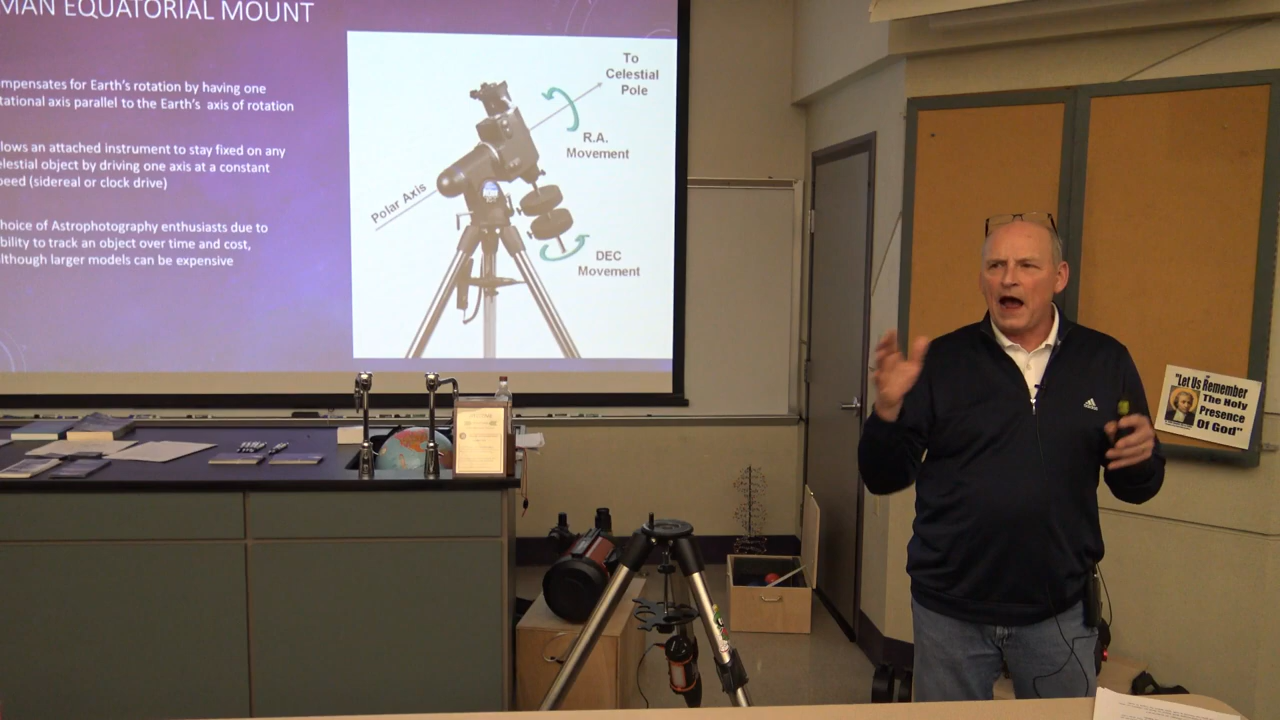 MAN EQUATORIAL MOUNT
mpensates for Earth's rotation by having one
tational axis parallel to the Earth's axis of rotation
lows an attached instrument to stay fixed on any
elestial object by driving one axis at a constant
peed (sidereal or clock drive)
hoice of Astrophotography enthusiasts due to
bility to track an object over time and cost,
lthough larger models can be expensive
To
Celestial
Pole
R.A.
Movement
Polar Axis
DEC
Movement
"Let Us Remember
The Holy
Presence
Of God"